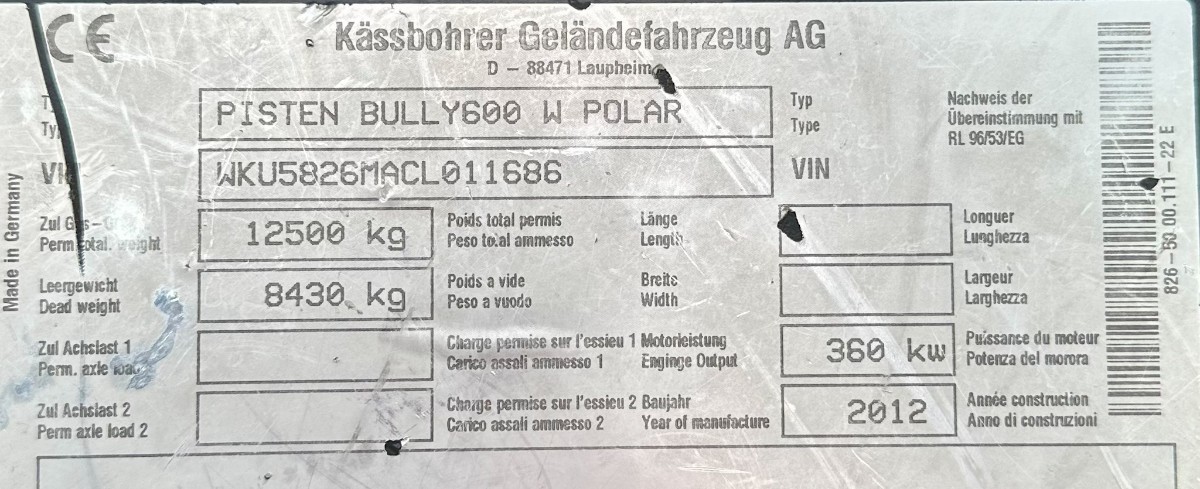 CE
Kässbohrer Geländefahrzeug AG
D – 88471 Laupheim
PISTEN BULLY600 W POLAR
Typ
Type
Nachweis der
Übereinstimmung mit
RL 96/53/EG
WKU5826MACL011686
VIN
Zul
Perm total. weight
12500 kg
Poids total permis
Peso total ammesso
Länge
Length
Longuer
Lunghezza
Leergewicht
Dead weight
8430 kg
Poids a vide
Peso a vuodo
Breite
Width
Largeur
Larghezza
Zul Achslast 1
Perm. axle load
Charge permise sur l'essieu 1
Carico assali ammesso 1
Motorleistung
Enginge Output
360 kw
Puissance du moteur
Potenza del morora
Zul Achslast 2
Perm axle load 2
Charge permise sur l'essieu 2
Carico assali ammesso 2
Baujahr
Year of manufacture
2012
Année construction
Anno di construzioni
Made in Germany
826-60 00.111-22 E